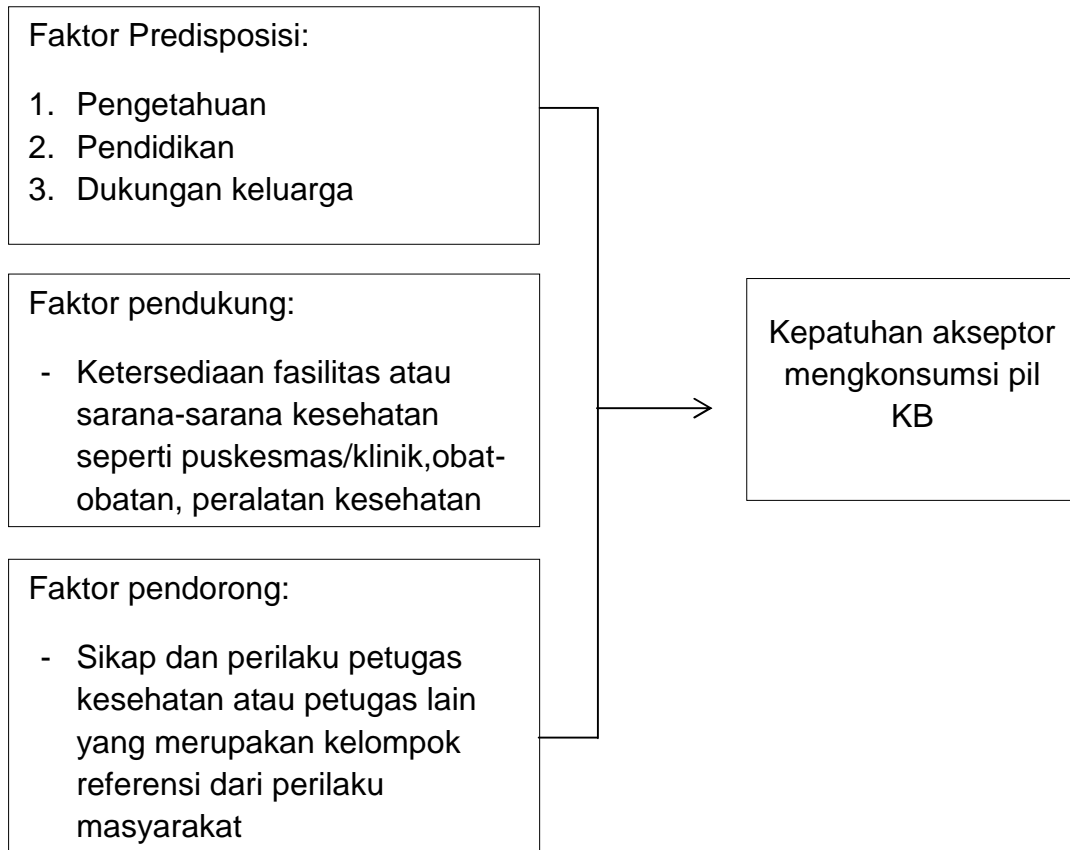 Faktor Predisposisi:
1. Pengetahuan
2. Pendidikan
3. Dukungan keluarga
Faktor pendukung:
- Ketersediaan fasilitas atau
sarana-sarana kesehatan
seperti puskesmas/klinik,obat-
obatan, peralatan kesehatan
Faktor pendorong:
- Sikap dan perilaku petugas
kesehatan atau petugas lain
yang merupakan kelompok
referensi dari perilaku
masyarakat
Kepatuhan akseptor
mengkonsumsi pil
KB